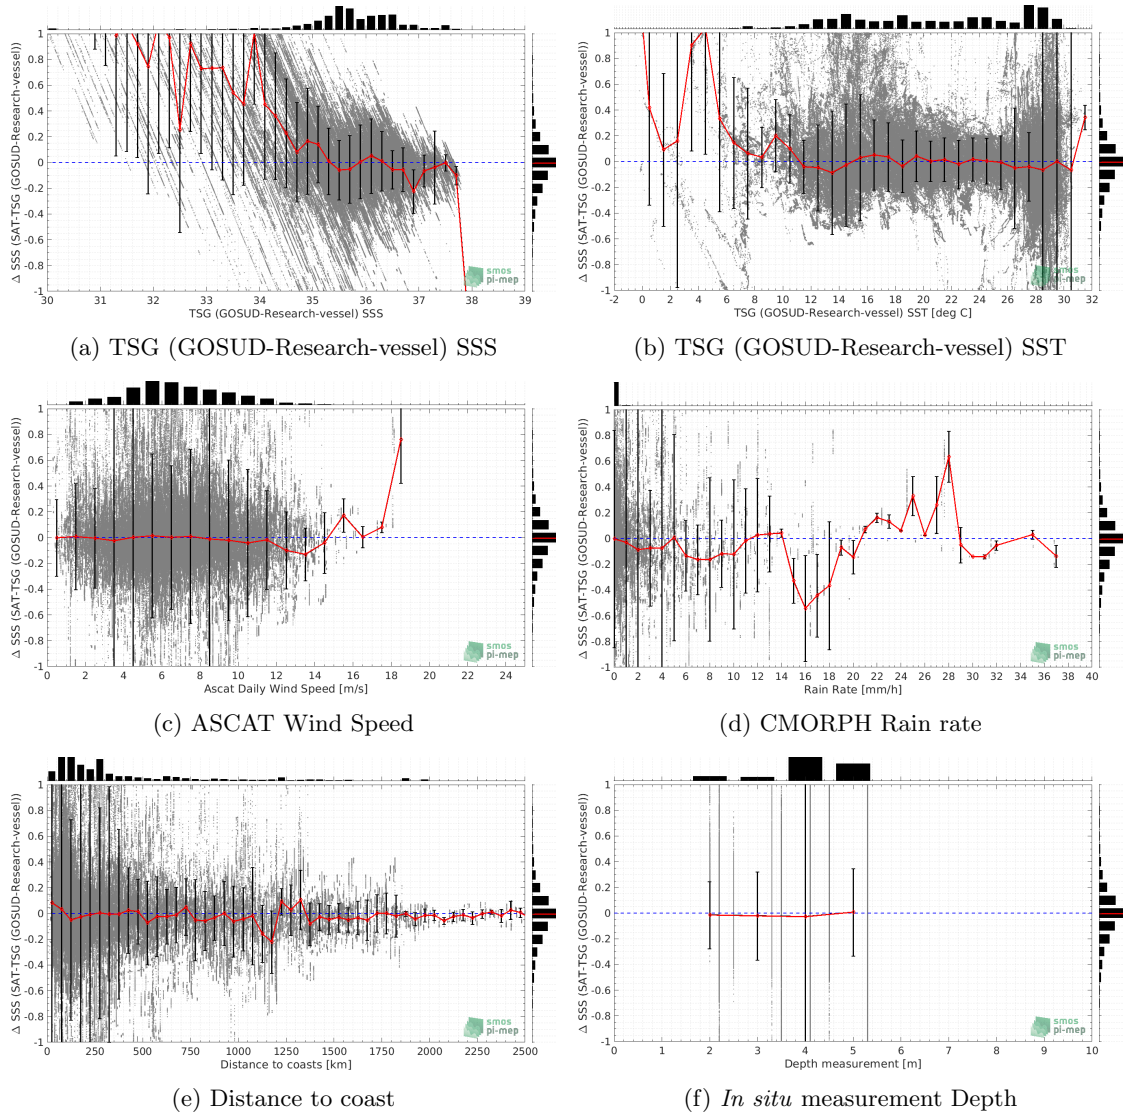 Δ SSS (SAT-TSG (GOSUD-Research-vessel))
1
0.8
0.6
0.4
0.2
0
-0.2
-0.4
-0.6
-0.8
-1
30 31 32 33 34 35 36 37 38 39
TSG (GOSUD-Research-vessel) SSS
smos
pi-mep
(a) TSG (GOSUD-Research-vessel) SSS
Δ SSS (SAT-TSG (GOSUD-Research-vessel))
1
0.8
0.6
0.4
0.2
0
-0.2
-0.4
-0.6
-0.8
-1
-2 0 2 4 6 8 10 12 14 16 18 20 22 24 26 28 30 32
TSG (GOSUD-Research-vessel) SST [deg C]
smos
pi-mep
(b) TSG (GOSUD-Research-vessel) SST
Δ SSS (SAT-TSG (GOSUD-Research-vessel))
1
0.8
0.6
0.4
0.2
0
-0.2
-0.4
-0.6
-0.8
-1
0 2 4 6 8 10 12 14 16 18 20 22 24
Ascat Daily Wind Speed [m/s]
smos
pi-mep
(c) ASCAT Wind Speed
Δ SSS (SAT-TSG (GOSUD-Research-vessel))
1
0.8
0.6
0.4
0.2
0
-0.2
-0.4
-0.6
-0.8
-1
0 2 4 6 8 10 12 14 16 18 20 22 24 26 28 30 32 34 36 38 40
Rain Rate [mm/h]
smos
pi-mep
(d) CMORPH Rain rate
Δ SSS (SAT-TSG (GOSUD-Research-vessel))
1
0.8
0.6
0.4
0.2
0
-0.2
-0.4
-0.6
-0.8
-1
0 250 500 750 1000 1250 1500 1750 2000 2250 2500
Distance to coasts [km]
smos
pi-mep
(e) Distance to coast
Δ SSS (SAT-TSG (GOSUD-Research-vessel))
1
0.8
0.6
0.4
0.2
0
-0.2
-0.4
-0.6
-0.8
-1
0 1 2 3 4 5 6 7 8 9 10
Depth measurement [m]
smos
pi-mep
(f) In situ measurement Depth